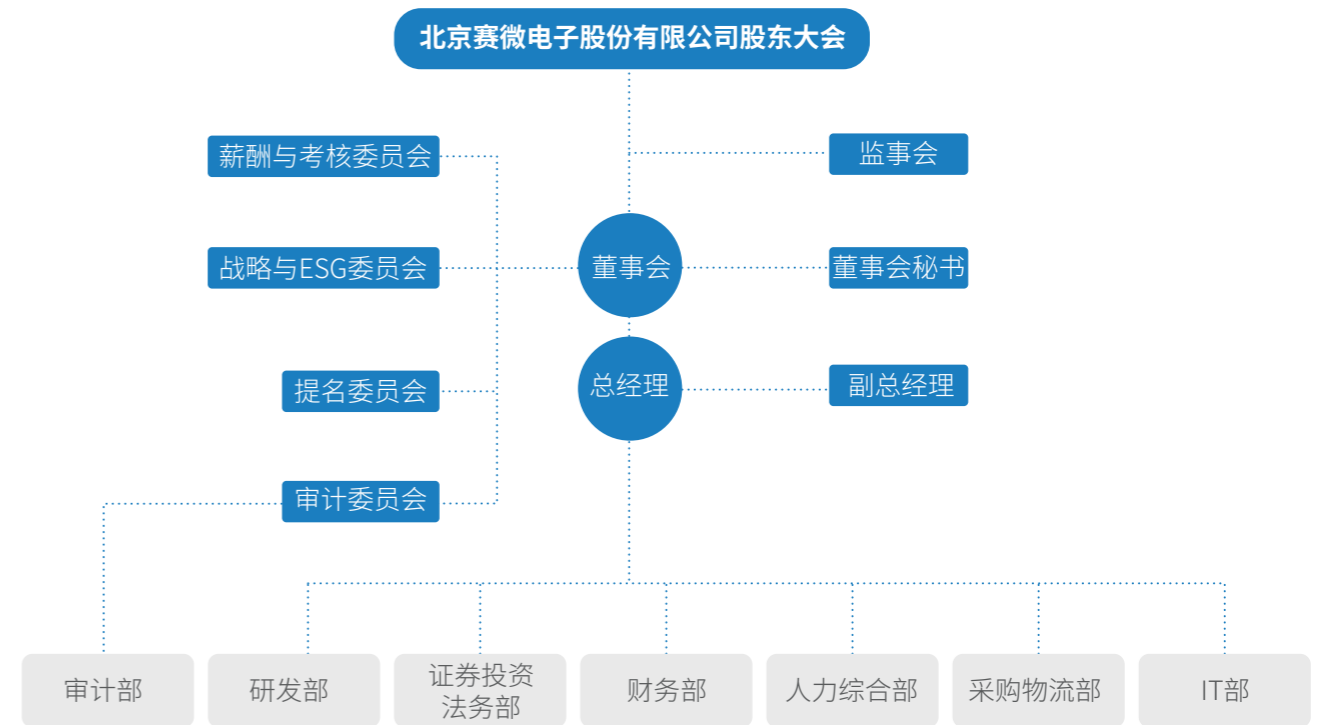 北京赛微电子股份有限公司股东大会
薪酬与考核委员会
监事会
战略与ESG委员会
董事会
董事会秘书
提名委员会
总经理
副总经理
审计委员会
审计部
研发部
证券投资
法务部
财务部
人力综合部
采购物流部
IT部